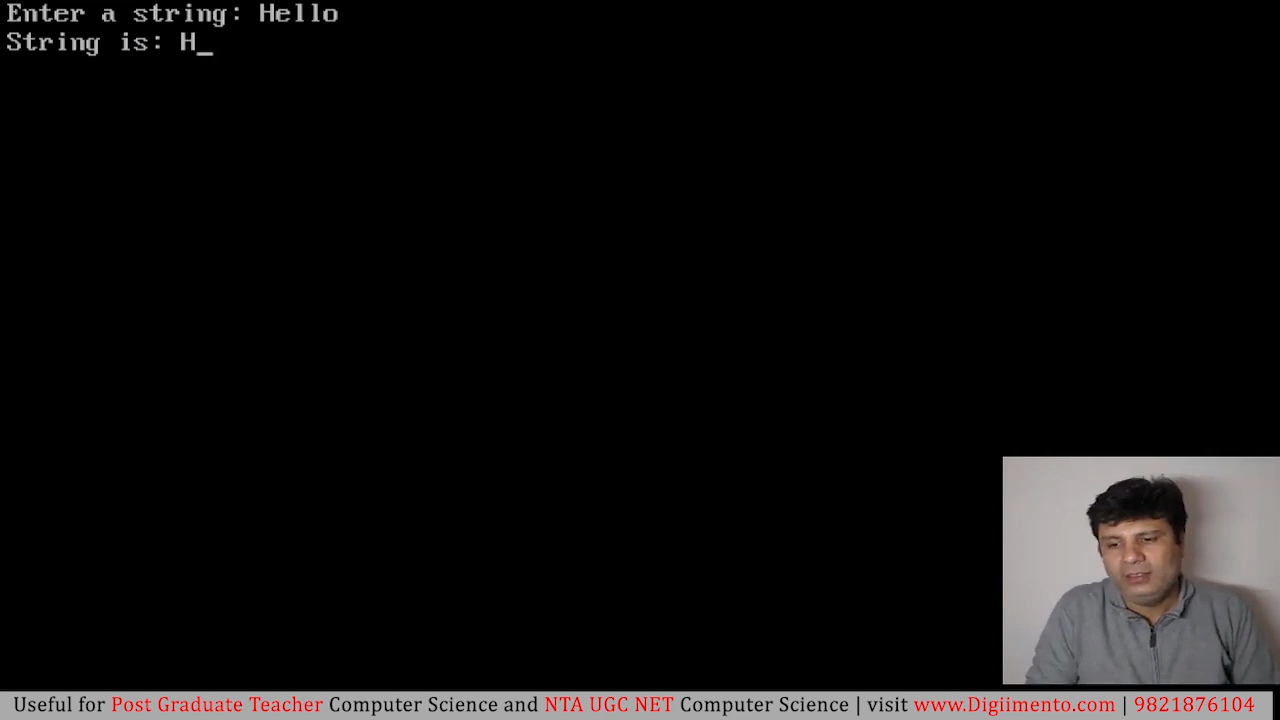 Enter a string: Hello
String is: H_
Useful for Post Graduate Teacher Computer Science and NTA UGC NET Computer Science | visit www.Digiimento.com | 9821876104